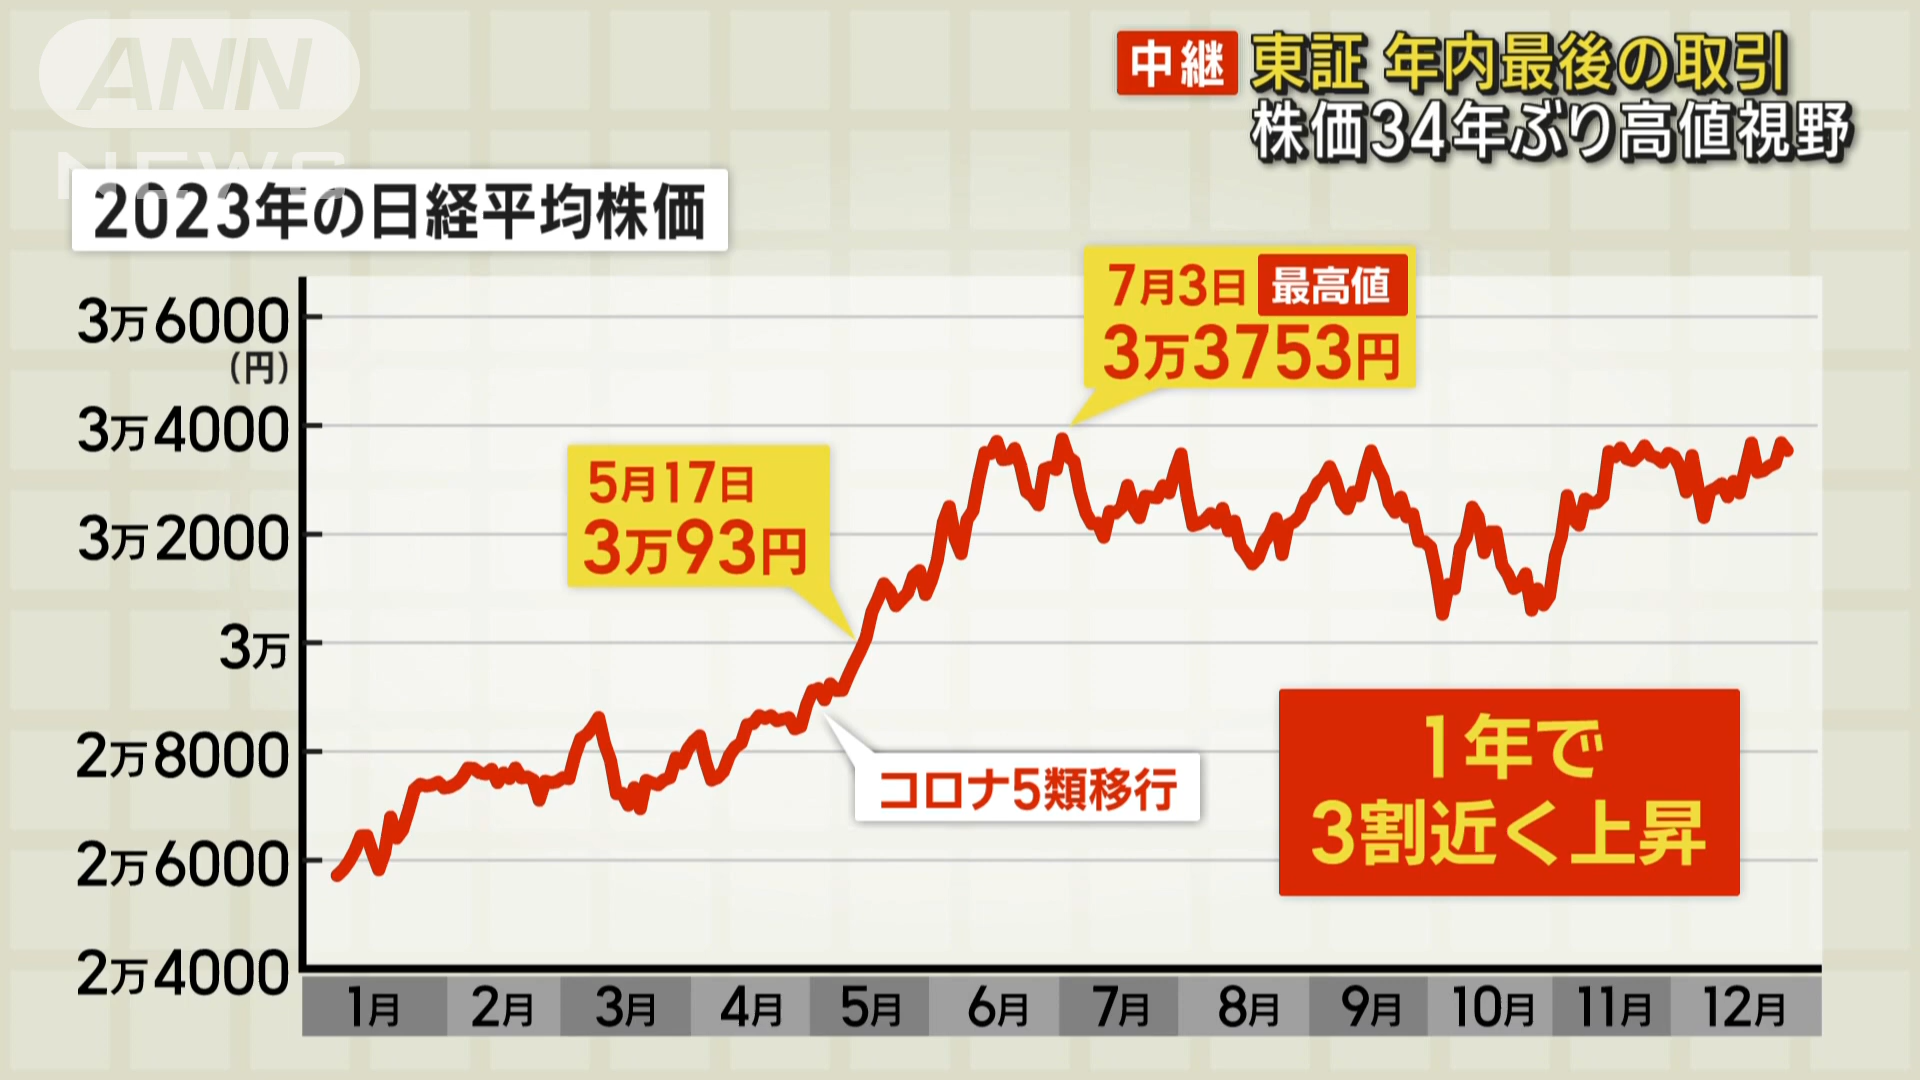 ANN
NEWS
中継 東証 年内最後の取引
株価34年ぶり高値視野
2023年の日経平均株価
3万6000
(円)
3万4000
3万2000
3万
2万8000
2万6000
2万4000
7月3日 最高値
3万3753円
5月17日
3万93円
コロナ5類移行
1年で
3割近く上昇
1月 2月 3月 4月 5月 6月 7月 8月 9月 10月 11月 12月